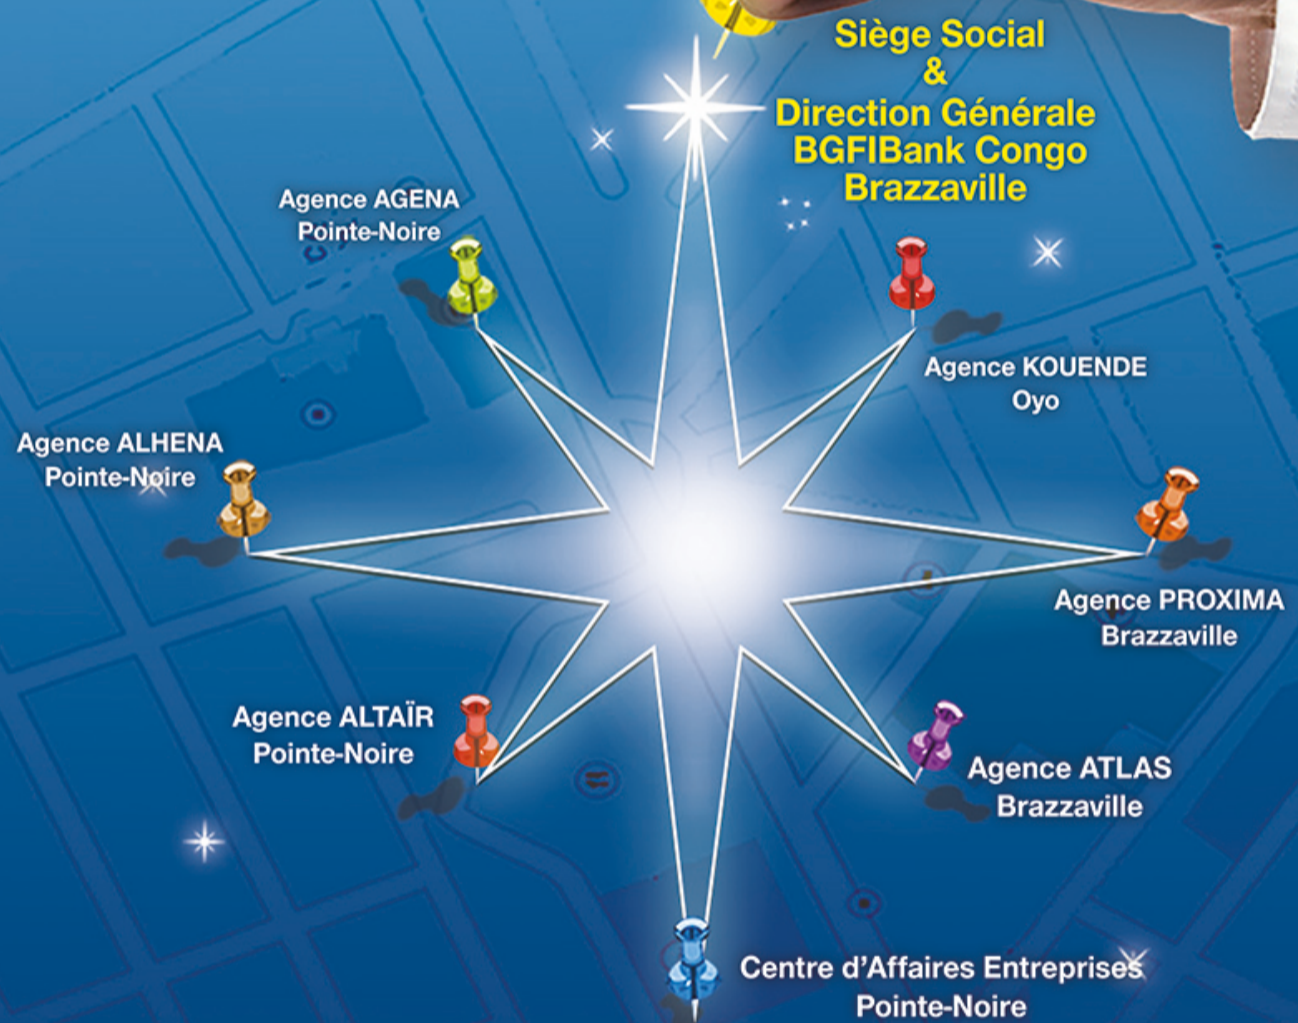 Siège Social
&
Direction Générale
BGFIBank Congo
Brazzaville
Agence AGENA
Pointe-Noire
Agence KOUENDE
Oyo
Agence ALHENA
Pointe-Noire
Agence PROXIMA
Brazzaville
Agence ALTAÏR
Pointe-Noire
Agence ATLAS
Brazzaville
Centre d’Affaires Entreprises
Pointe-Noire